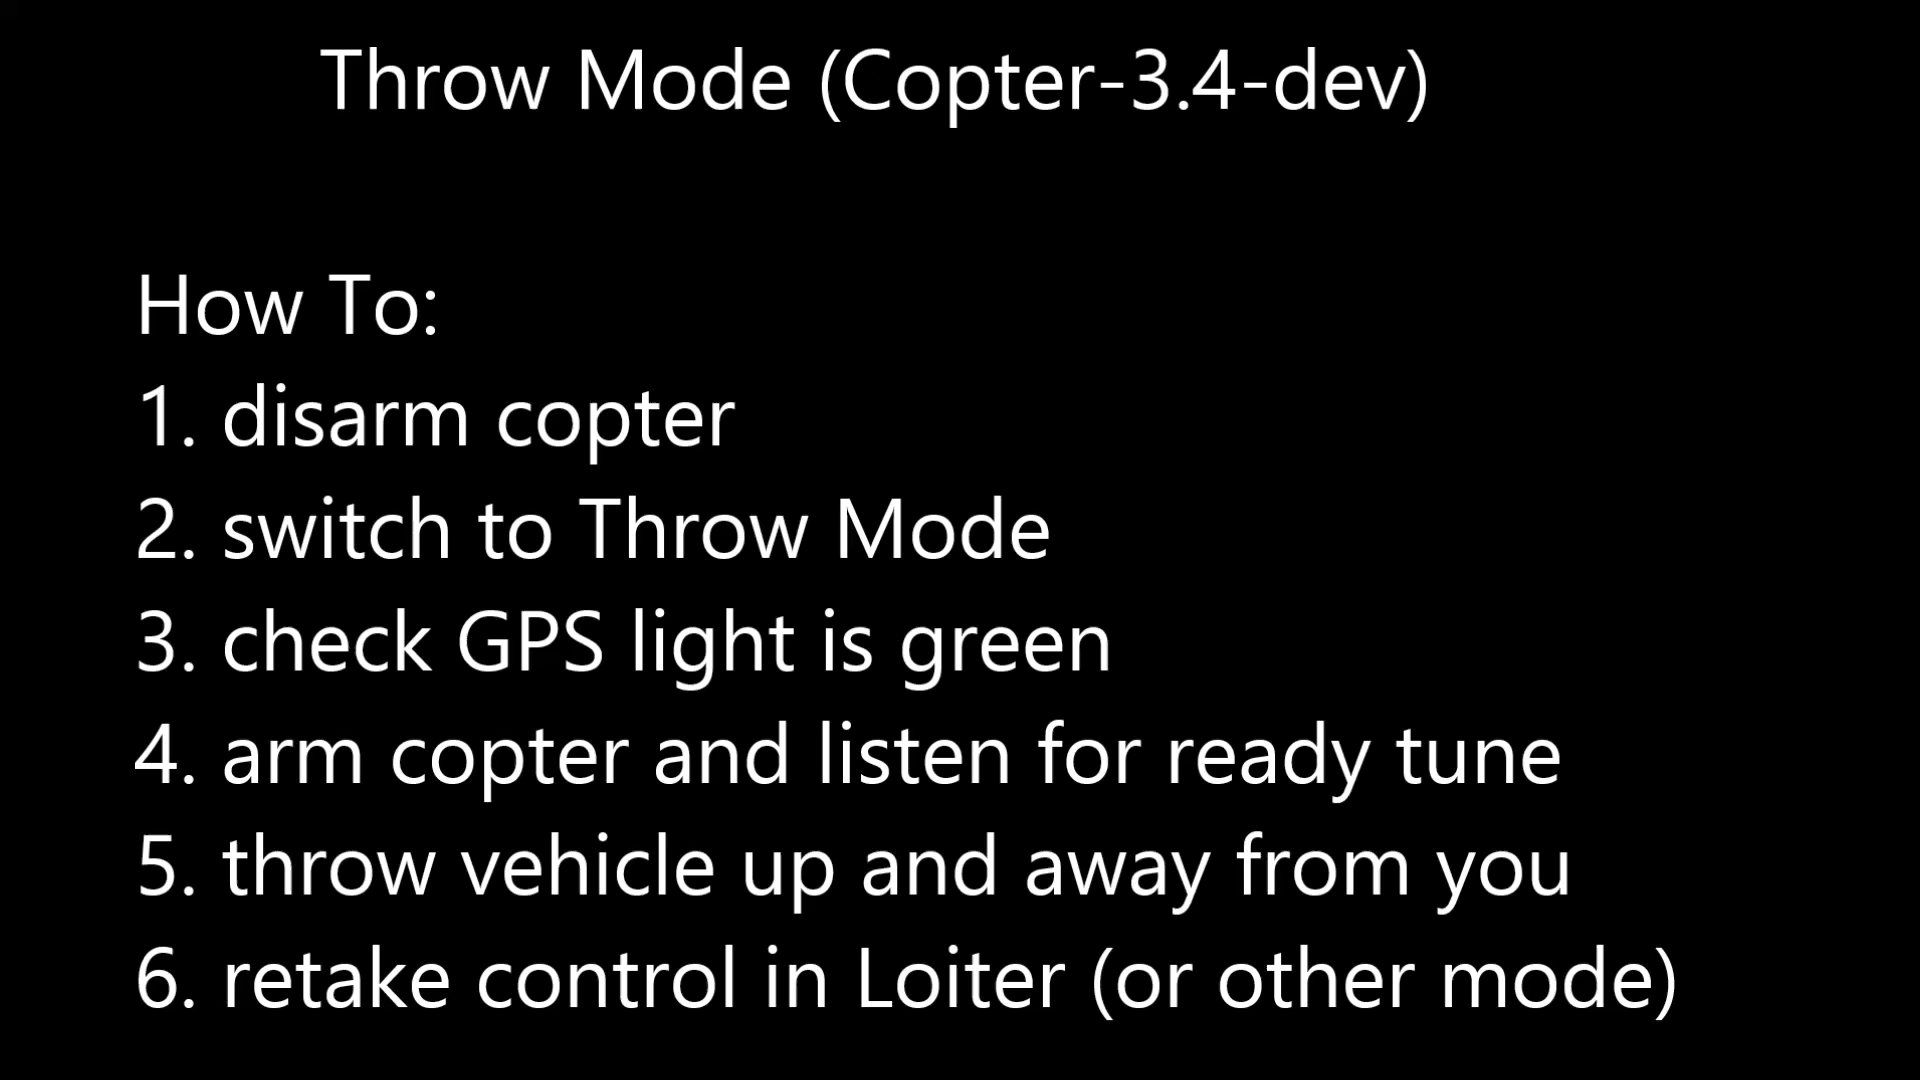 Throw Mode (Copter-3.4-dev)
How To:
1. disarm copter
2. switch to Throw Mode
3. check GPS light is green
4. arm copter and listen for ready tune
5. throw vehicle up and away from you
6. retake control in Loiter (or other mode)